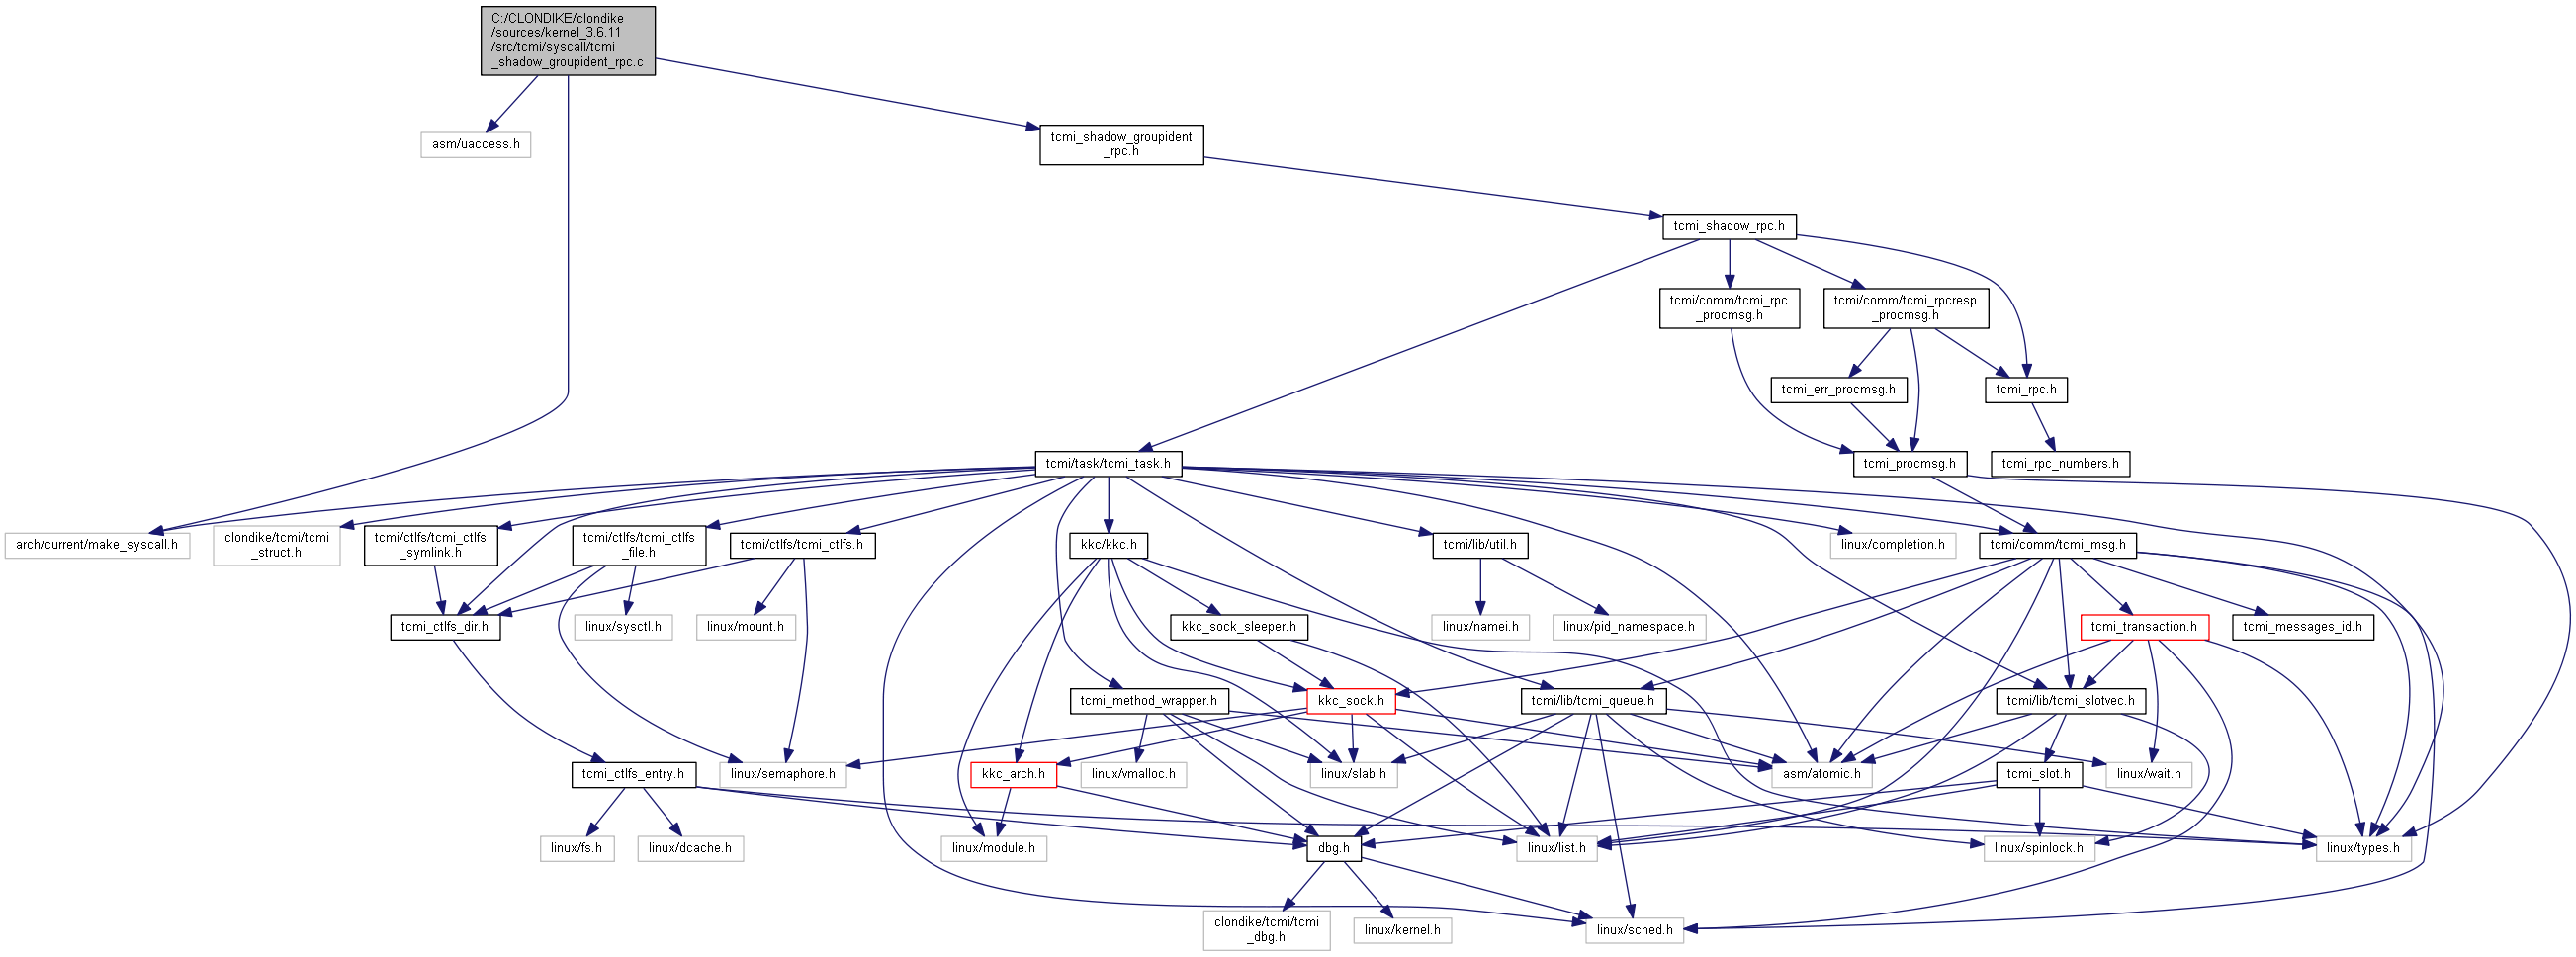 C:/CLONDIKE/clondike
/sources/kernel_3.6.11
/src/tcmi/syscall/tcmi
_shadow_groupident_rpc.c
asm/uaccess.h
tcmi_shadow_groupident
_rpc.h
tcmi_shadow_rpc.h
tcmi/comm/tcmi_rpc
_procmsg.h
tcmi/comm/tcmi_rpcresp
_procmsg.h
tcmi_err_procmsg.h
tcmi_rpc.h
tcmi/task/tcmi_task.h
tcmi_procmsg.h
tcmi_rpc_numbers.h
arch/current/make_syscall.h
clondike/tcmi/tcmi
_struct.h
tcmi/ctlfs/tcmi_ctlfs
_symlink.h
tcmi/ctlfs/tcmi_ctlfs
_file.h
tcmi/ctlfs/tcmi_ctlfs.h
kkc/kkc.h
tcmi/lib/util.h
linux/completion.h
tcmi/comm/tcmi_msg.h
tcmi_ctlfs_dir.h
linux/sysctl.h
linux/mount.h
kkc_sock_sleeper.h
linux/namei.h
linux/pid_namespace.h
tcmi_transaction.h
tcmi_messages_id.h
tcmi_method_wrapper.h
kkc_sock.h
tcmi/lib/tcmi_queue.h
tcmi/lib/tcmi_slotvec.h
tcmi_ctlfs_entry.h
linux/semaphore.h
kkc_arch.h
linux/vmalloc.h
linux/slab.h
asm/atomic.h
tcmi_slot.h
linux/wait.h
linux/fs.h
linux/dcache.h
linux/module.h
dbg.h
linux/list.h
linux/spinlock.h
linux/types.h
clondike/tcmi/tcmi
_dbg.h
linux/kernel.h
linux/sched.h